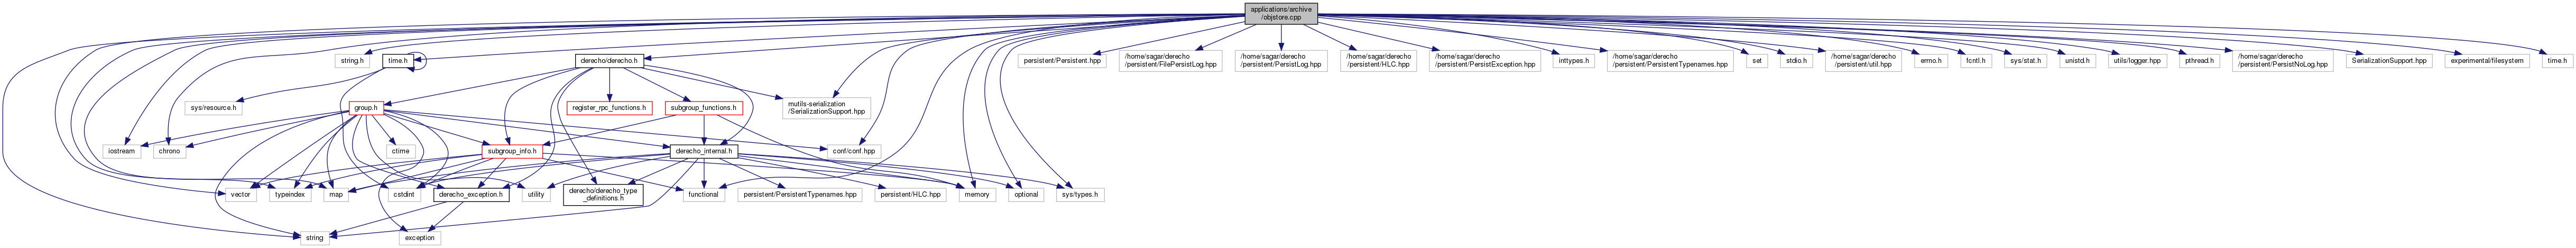 applications/archive
/objstore.cpp
string.h
time.h
derecho/derecho.h
persistent/Persistent.hpp
/home/sagar/derecho
/persistent/FilePersistLog.hpp
/home/sagar/derecho
/persistent/PersistLog.hpp
/home/sagar/derecho
/persistent/HLC.hpp
/home/sagar/derecho
/persistent/PersistException.hpp
inttypes.h
/home/sagar/derecho
/persistent/PersistentTypenames.hpp
set
stdio.h
/home/sagar/derecho
/persistent/util.hpp
errno.h
fcntl.h
sys/stat.h
unistd.h
utils/logger.hpp
pthread.h
/home/sagar/derecho
/persistent/PersistNoLog.hpp
SerializationSupport.hpp
experimental/filesystem
time.h
sys/resource.h
group.h
register_rpc_functions.h
subgroup_functions.h
mutils-serialization
/SerializationSupport.hpp
iostream
chrono
ctime
subgroup_info.h
derecho_internal.h
conf/conf.hpp
vector
typeindex
map
cstdint
derecho_exception.h
utility
derecho/derecho_type
_definitions.h
functional
persistent/PersistentTypenames.hpp
persistent/HLC.hpp
memory
optional
sys/types.h
string
exception